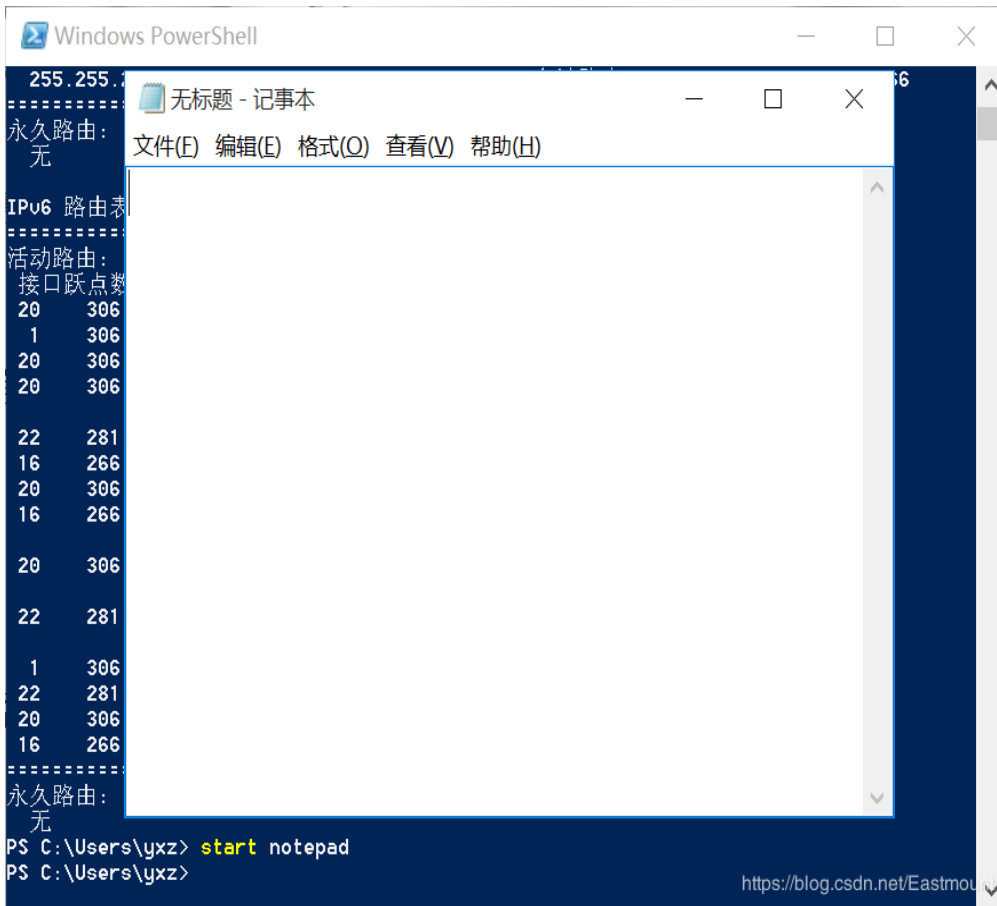 Windows PowerShell
255.255.
无标题 - 记事本
文件(F) 编辑(E) 格式(O) 查看(V) 帮助(H)
===========
永久路由:
无
IPv6 路由表
===========
活动路由:
接口跃点数
20 306
1 306
20 306
20 306
22 281
16 266
20 306
16 266
20 306
22 281
1 306
22 281
20 306
16 266
===========
永久路由:
无
PS C:\Users\yxz> start notepad
PS C:\Users\yxz>
https://blog.csdn.net/Eastmount